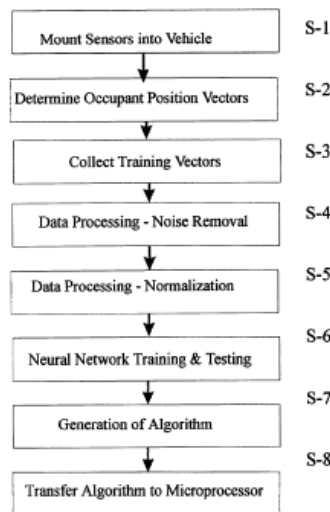 Mount Sensors into Vehicle S-1
Determine Occupant Position Vectors S-2
Collect Training Vectors S-3
Data Processing - Noise Removal S-4
Data Processing - Normalization S-5
Neural Network Training & Testing S-6
Generation of Algorithm S-7
Transfer Algorithm to Microprocessor S-8